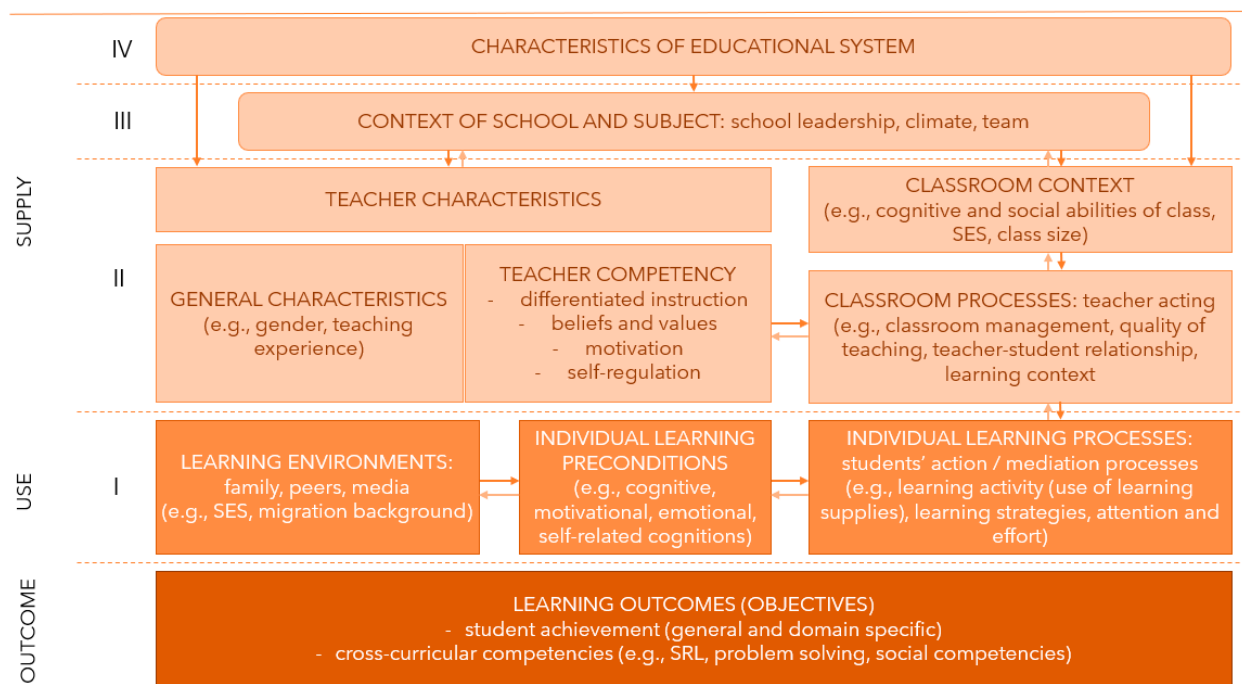 IV
CHARACTERISTICS OF EDUCATIONAL SYSTEM
III
CONTEXT OF SCHOOL AND SUBJECT: school leadership, climate, team
SUPPLY
II
TEACHER CHARACTERISTICS
CLASSROOM CONTEXT
(e.g., cognitive and social abilities of class,
SES, class size)
GENERAL CHARACTERISTICS
(e.g., gender, teaching
experience)
TEACHER COMPETENCY
- differentiated instruction
- beliefs and values
- motivation
- self-regulation
CLASSROOM PROCESSES: teacher acting
(e.g., classroom management, quality of
teaching, teacher-student relationship,
learning context
USE
I
LEARNING ENVIRONMENTS:
family, peers, media
(e.g., SES, migration background)
INDIVIDUAL LEARNING
PRECONDITIONS
(e.g., cognitive,
motivational, emotional,
self-related cognitions)
INDIVIDUAL LEARNING PROCESSES:
students’ action / mediation processes
(e.g., learning activity (use of learning
supplies), learning strategies, attention and
effort)
OUTCOME
LEARNING OUTCOMES (OBJECTIVES)
- student achievement (general and domain specific)
- cross-curricular competencies (e.g., SRL, problem solving, social competencies)